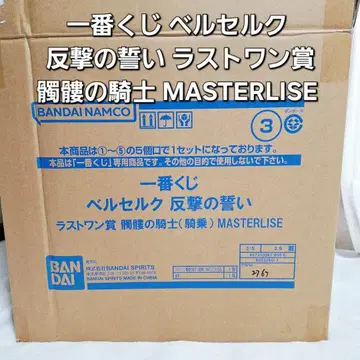 一番くじ ベルセルク
反撃の誓い ラストワン賞
髑髏の騎士 MASTERLISE
BANDAI NAMCO
③
本商品は①~⑤の5個口で1セットになっております。
本品は「一番くじ」専用商品です。その他の目的で使用しないで下さい。
一番くじ
ベルセルク 反撃の誓い
ラストワン賞 髑髏の騎士(騎乗) MASTERLISE
BAN
DAI
株式会社BANDAI SPIRITS
BANDAI SPIRITS MADE IN CHINA